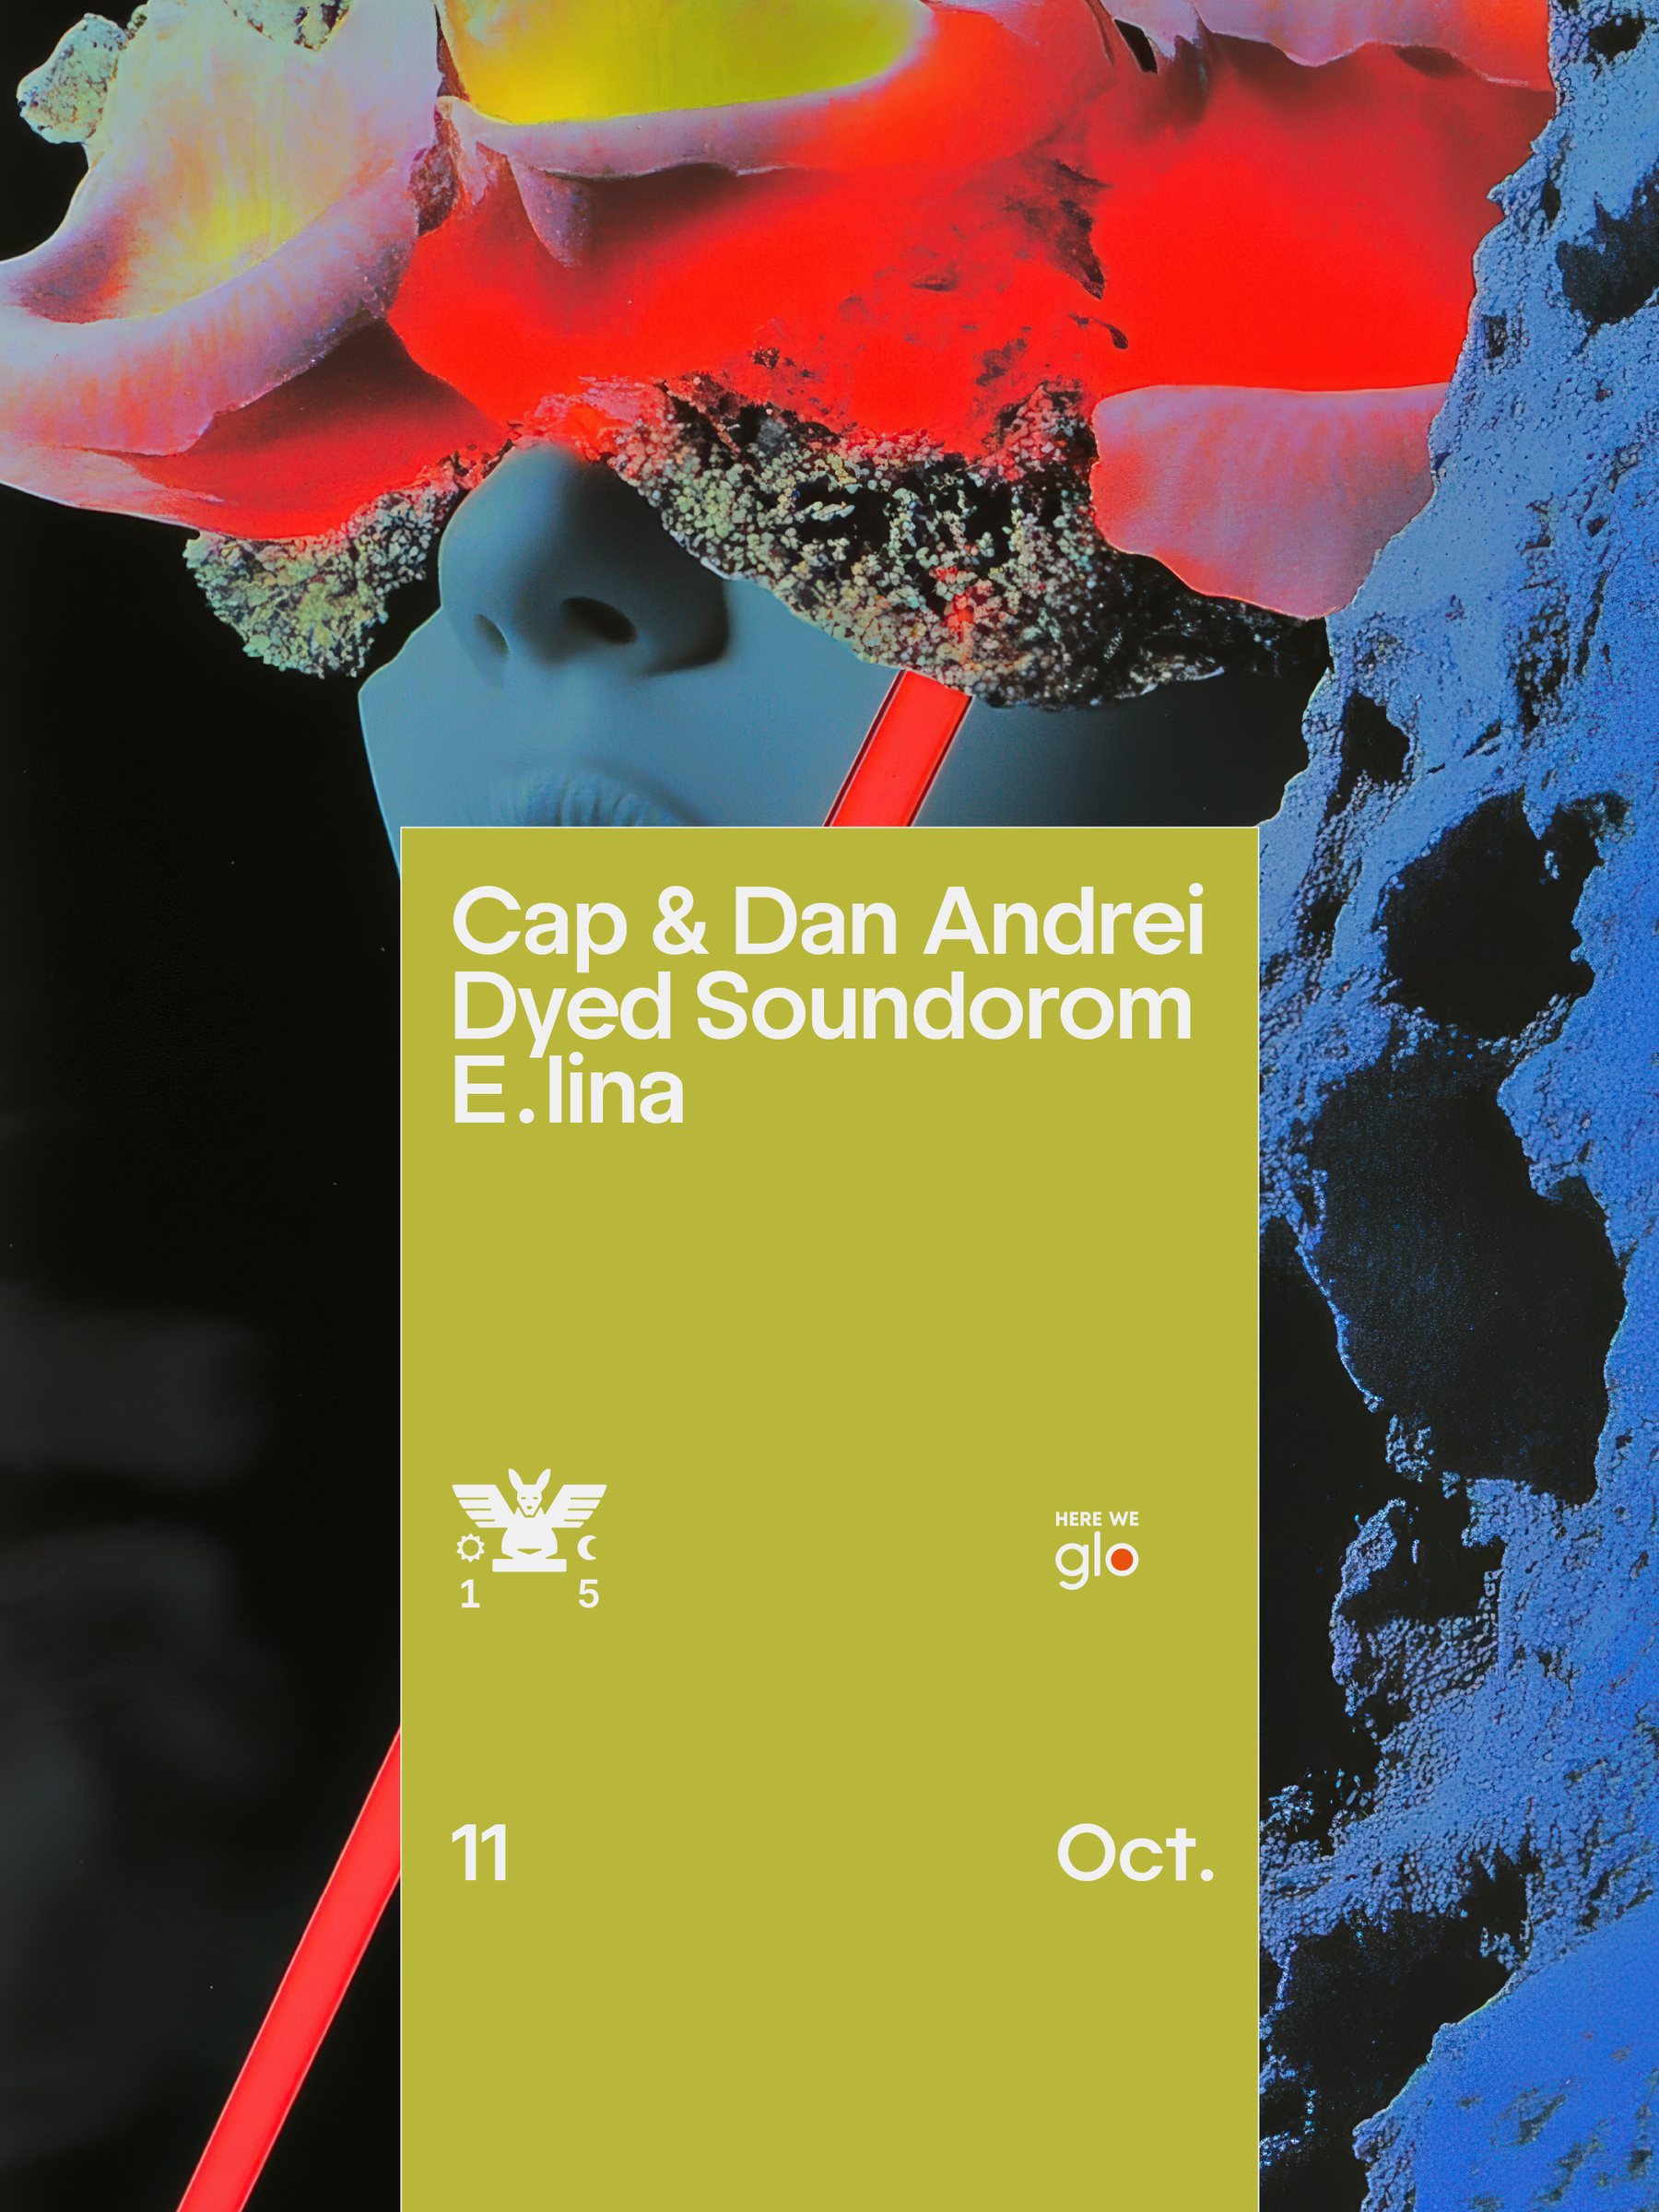 Cap & Dan Andrei
Dyed Soundorom
E.lina
1 5
HERE WE
glo
11 Oct.